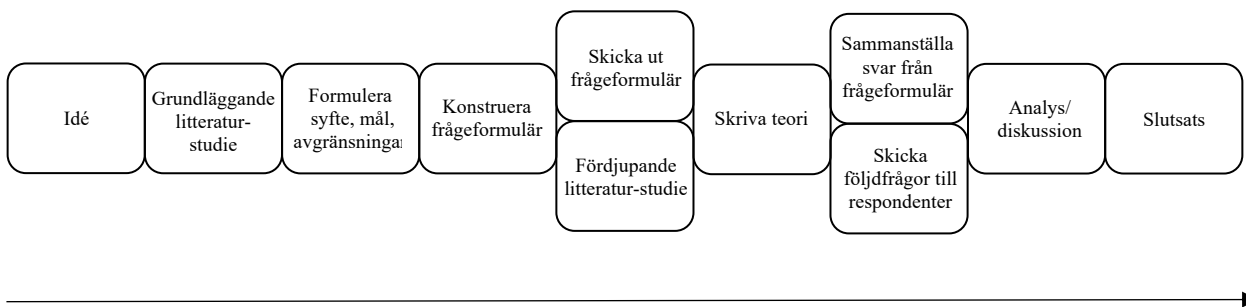 Idé
Grundläggande
litteratur-
studie
Formulera
syfte, mål,
avgränsningar
Konstruera
frågeformulär
Skicka ut
frågeformulär
Fördjupande
litteratur-studie
Skriva teori
Sammanställa
svar från
frågeformulär
Skicka
följdfrågor till
respondenter
Analys/
diskussion
Slutsats